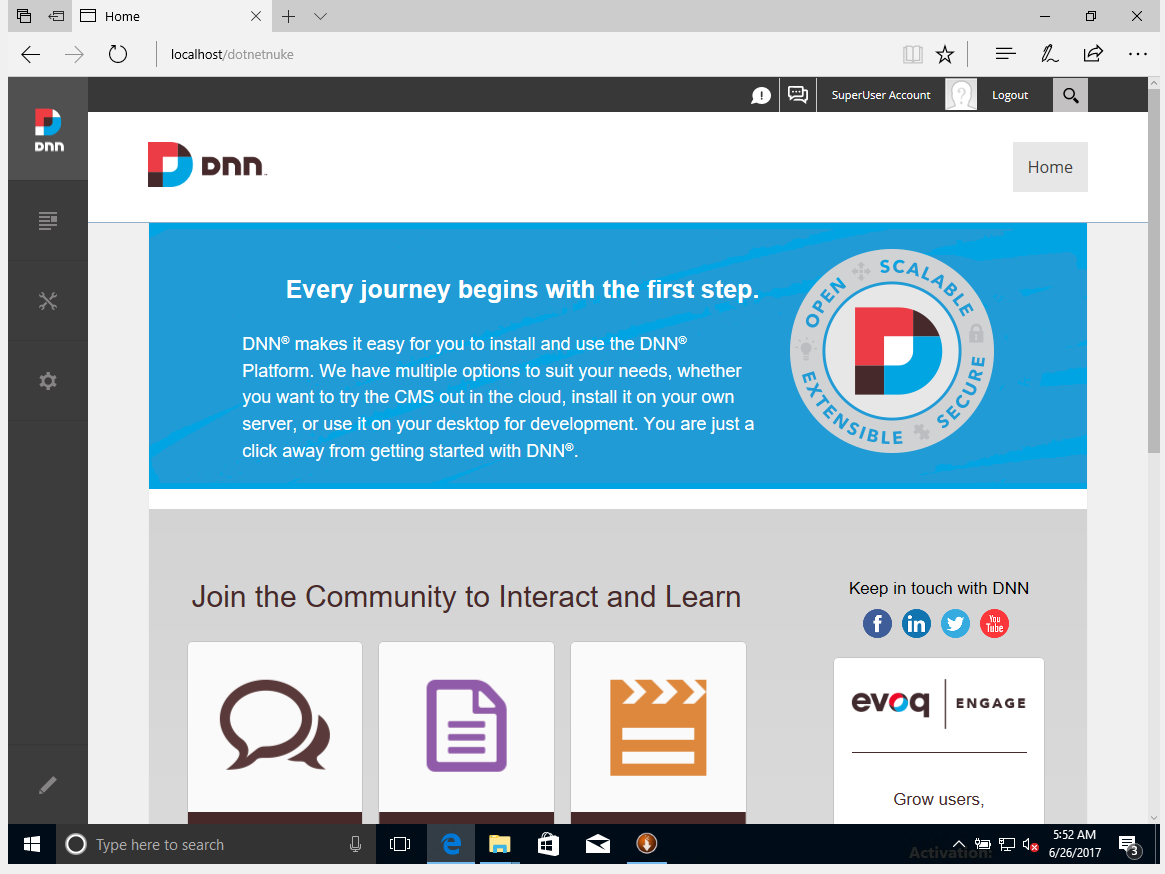 Home
localhost/dotnetnuke
SuperUser Account
Logout
DNN
DNN
Home
Every journey begins with the first step.
DNN® makes it easy for you to install and use the DNN®
Platform. We have multiple options to suit your needs, whether
you want to try the CMS out in the cloud, install it on your own
server, or use it on your desktop for development. You are just a
click away from getting started with DNN®.
OPEN
SCALABLE
SECURE
EXTENSIBLE
Join the Community to Interact and Learn
Keep in touch with DNN
f
in
You
Tube
evoq
ENGAGE
Grow users,
Type here to search
Activation:
5:52 AM
6/26/2017
3